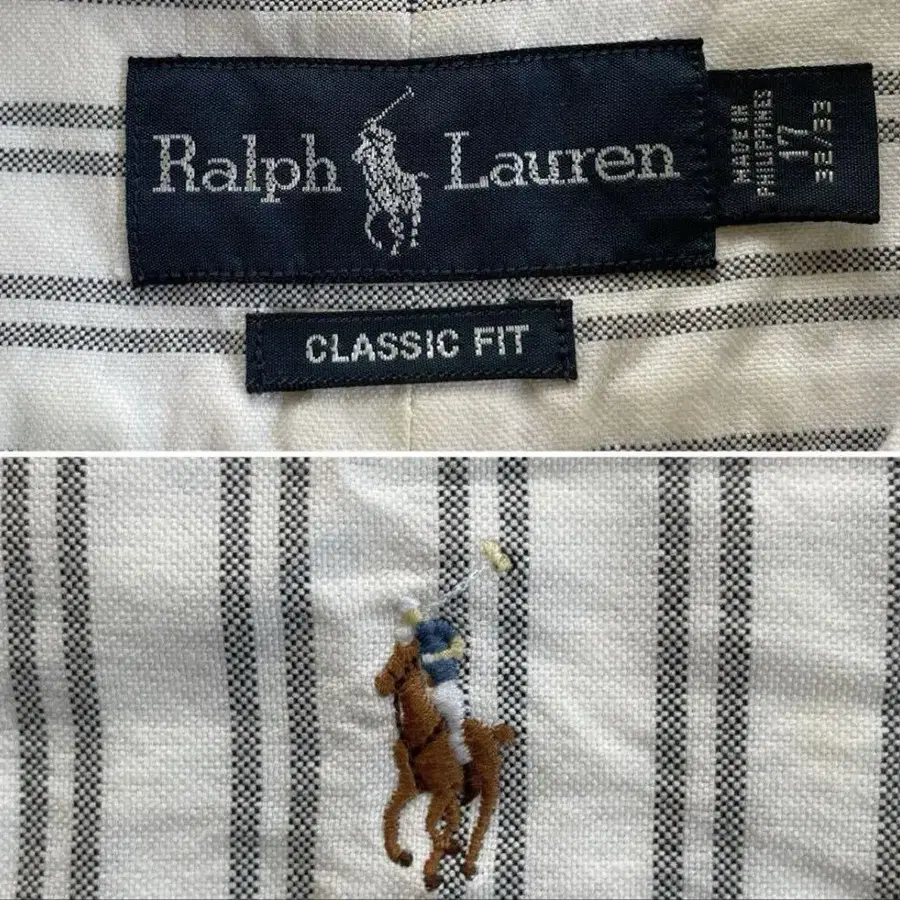 Ralph Lauren
MADE IN
PHILIPPINES
17
32/33
CLASSIC FIT